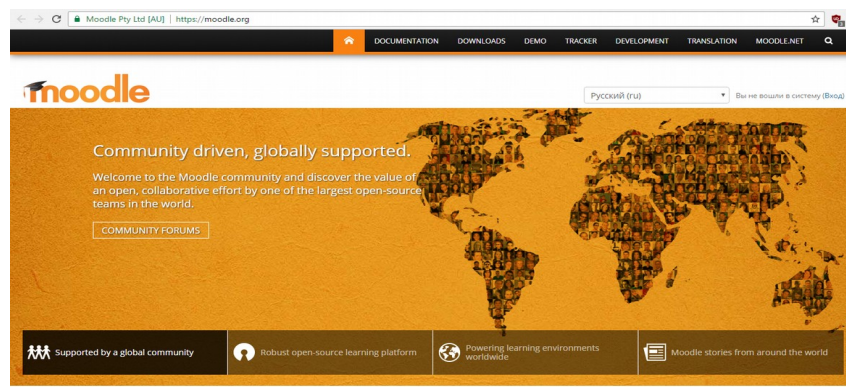 Moodle Pty Ltd [AU] | https://moodle.org
DOCUMENTATION DOWNLOADS DEMO TRACKER DEVELOPMENT TRANSLATION MOODLE.NET
moodle
Русский (ru) Вы не вошли в систему (Вход)
Community driven, globally supported.
Welcome to the Moodle community and discover the value of
an open, collaborative effort by one of the largest open-source
teams in the world.
COMMUNITY FORUMS
Supported by a global community
Robust open-source learning platform
Powering learning environments
worldwide
Moodle stories from around the world